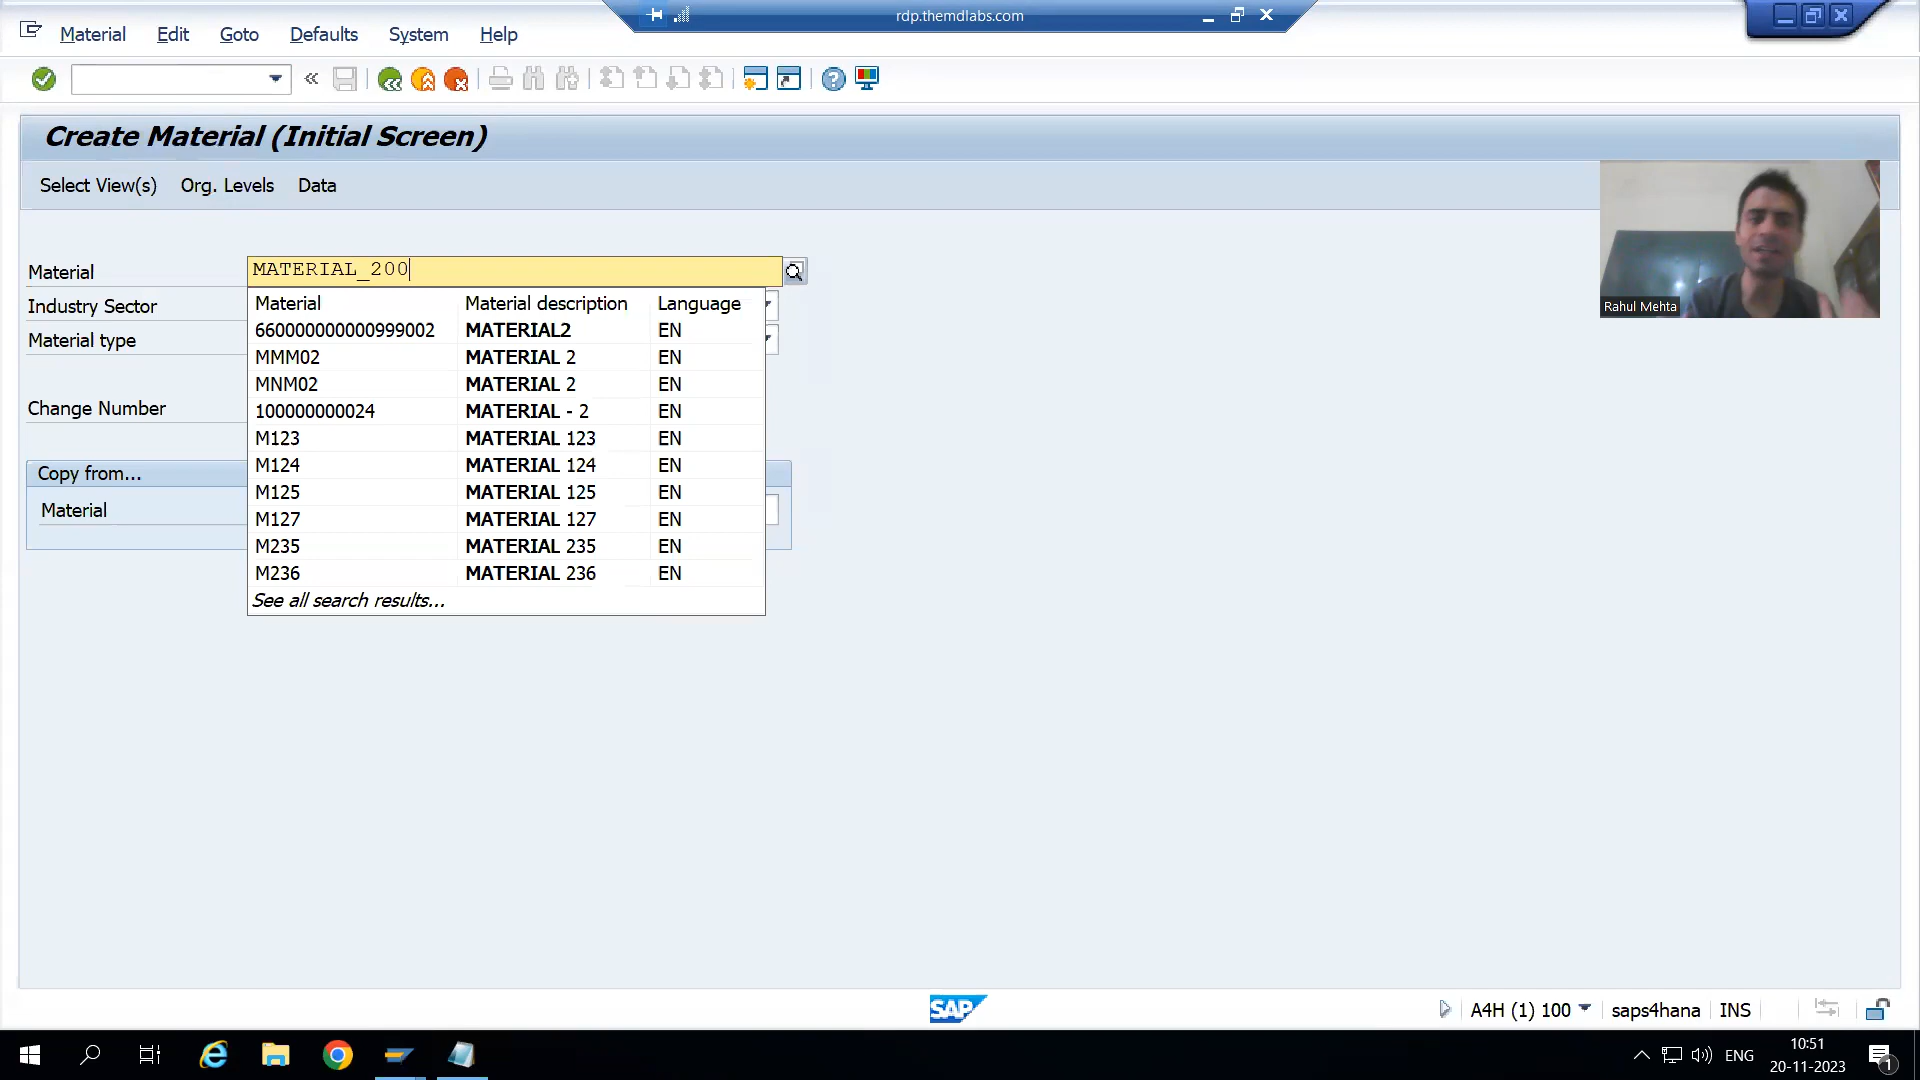 rdp.themdlabs.com
Material Edit Goto Defaults System Help
Create Material (Initial Screen)
Select View(s) Org. Levels Data
Rahul Mehta
Material MATERIAL_200
Industry Sector
Material type
Change Number
Copy from...
Material
Material Material description Language
660000000000999002 MATERIAL2 EN
MMM02 MATERIAL 2 EN
MNM02 MATERIAL 2 EN
100000000024 MATERIAL - 2 EN
M123 MATERIAL 123 EN
M124 MATERIAL 124 EN
M125 MATERIAL 125 EN
M127 MATERIAL 127 EN
M235 MATERIAL 235 EN
M236 MATERIAL 236 EN
See all search results...
SAP
A4H (1) 100 saps4hana INS
ENG
10:51
20-11-2023
1